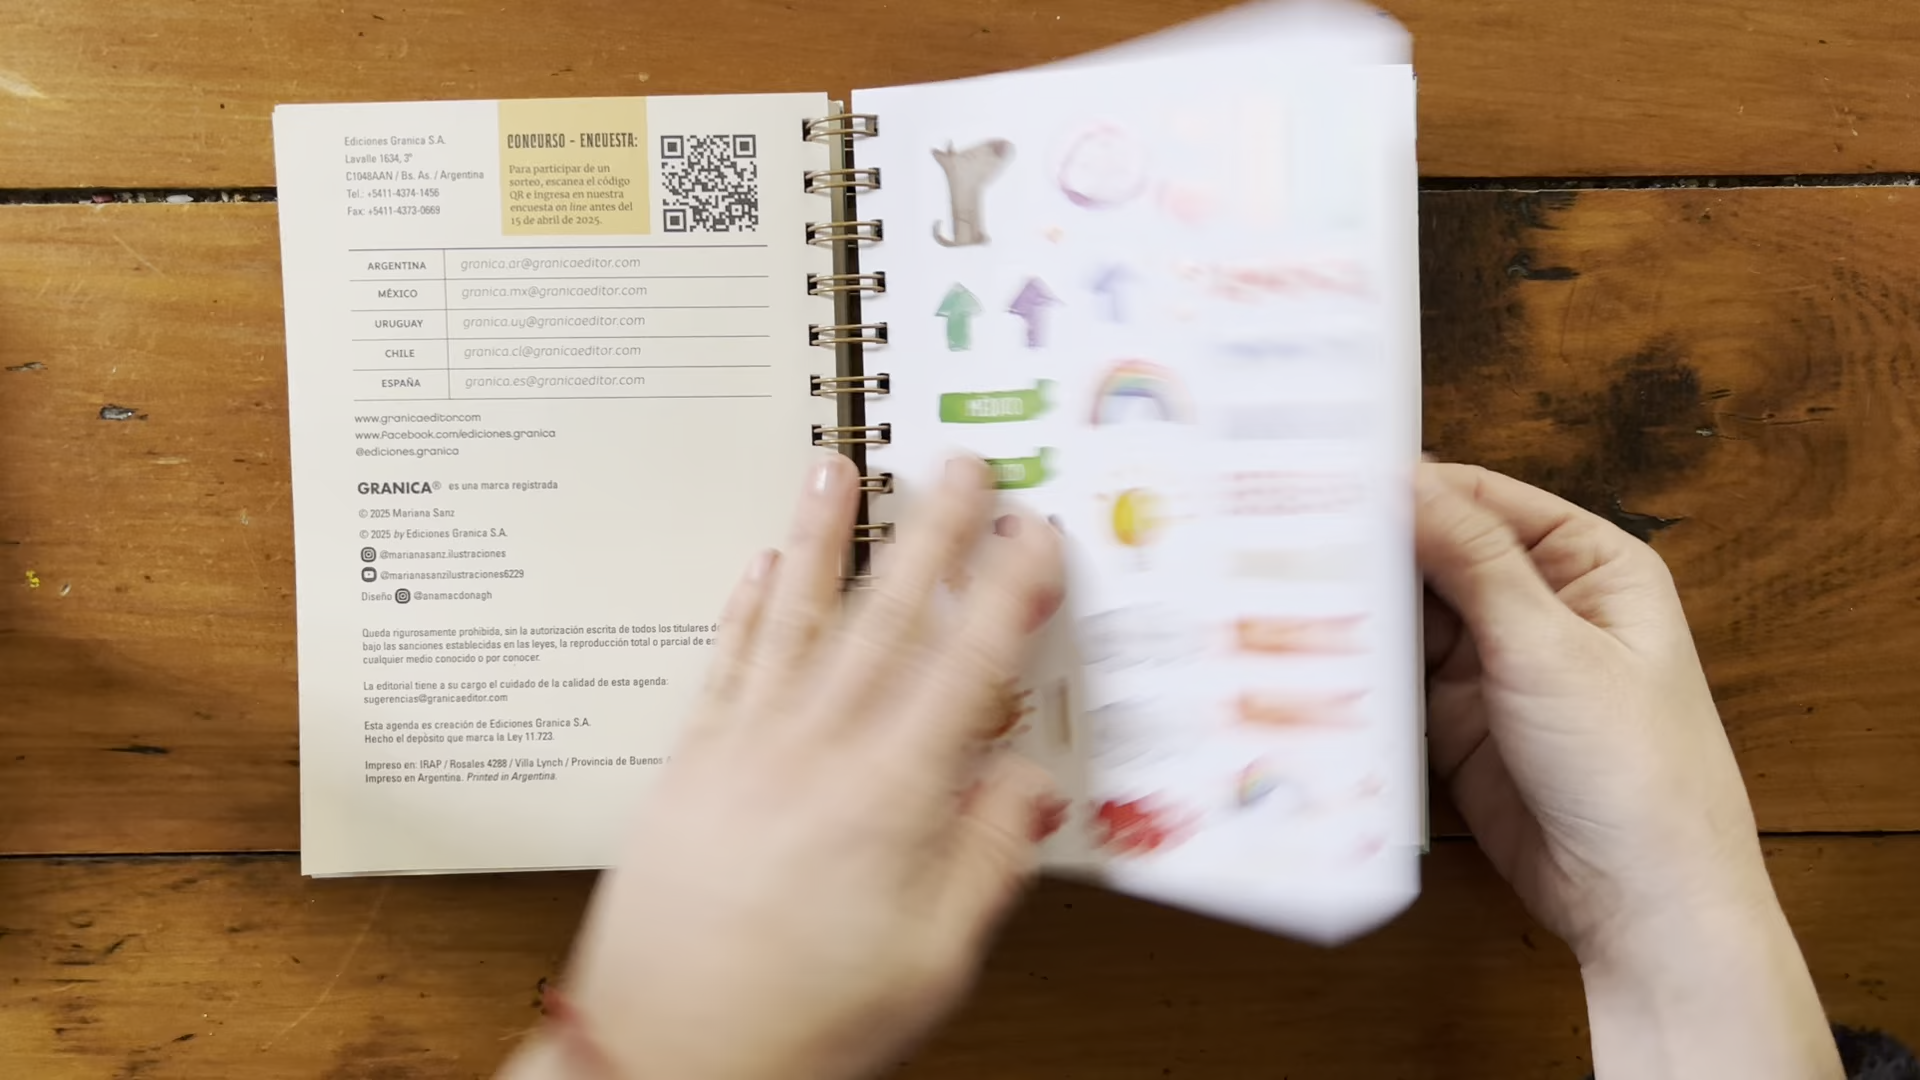 Ediciones Granica S.A.
Lavalle 1634, 3°
C1048AAN / Bs. As. / Argentina
Tel.: +5411-4374-1456
Fax: +5411-4373-0669
CONCURSO - ENCUESTA:
Para participar de un
sorteo, escanea el código
QR e ingresa en nuestra
encuesta on line antes del
15 de abril de 2025.
ARGENTINA granica.ar@granicaeditor.com
MÉXICO granica.mx@granicaeditor.com
URUGUAY granica.uy@granicaeditor.com
CHILE granica.cl@granicaeditor.com
ESPAÑA granica.es@granicaeditor.com
www.granicaeditor.com
www.facebook.com/ediciones.granica
@ediciones.granica
GRANICA® es una marca registrada
© 2025 Mariana Sanz
© 2025 by Ediciones Granica S.A.
@marianasanz.ilustraciones
@marianasanzilustraciones6229
Diseño @anamacdonagh
Queda rigurosamente prohibida, sin la autorización escrita de todos los titulares
bajo las sanciones establecidas en las leyes, la reproducción total o parcial de
cualquier medio conocido o por conocer.
La editorial tiene a su cargo el cuidado de la calidad de esta agenda:
sugerencias@granicaeditor.com
Esta agenda es creación de Ediciones Granica S.A.
Hecho el depósito que marca la Ley 11.723.
Impreso en: IRAP / Rosales 4288 / Villa Lynch / Provincia de Buenos
Impreso en Argentina. Printed in Argentina.
MÉDICO